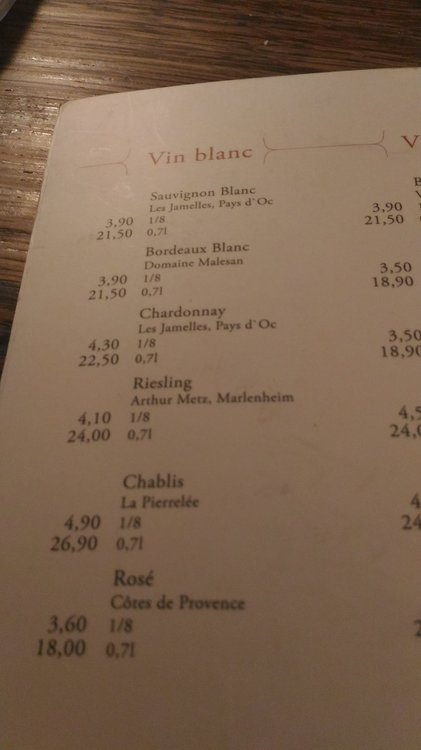 Vin blanc
Sauvignon Blanc
Les Jamelles, Pays d`Oc
3,90 1/8
21,50 0,7l
Bordeaux Blanc
Domaine Malesan
3,90 1/8
21,50 0,7l
Chardonnay
Les Jamelles, Pays d`Oc
4,30 1/8
22,50 0,7l
Riesling
Arthur Metz, Marlenheim
4,10 1/8
24,00 0,7l
Chablis
La Pierrelée
4,90 1/8
26,90 0,7l
Rosé
Côtes de Provence
3,60 1/8
18,00 0,7l
V
3,90
21,50
3,50
18,90
3,50
18,90